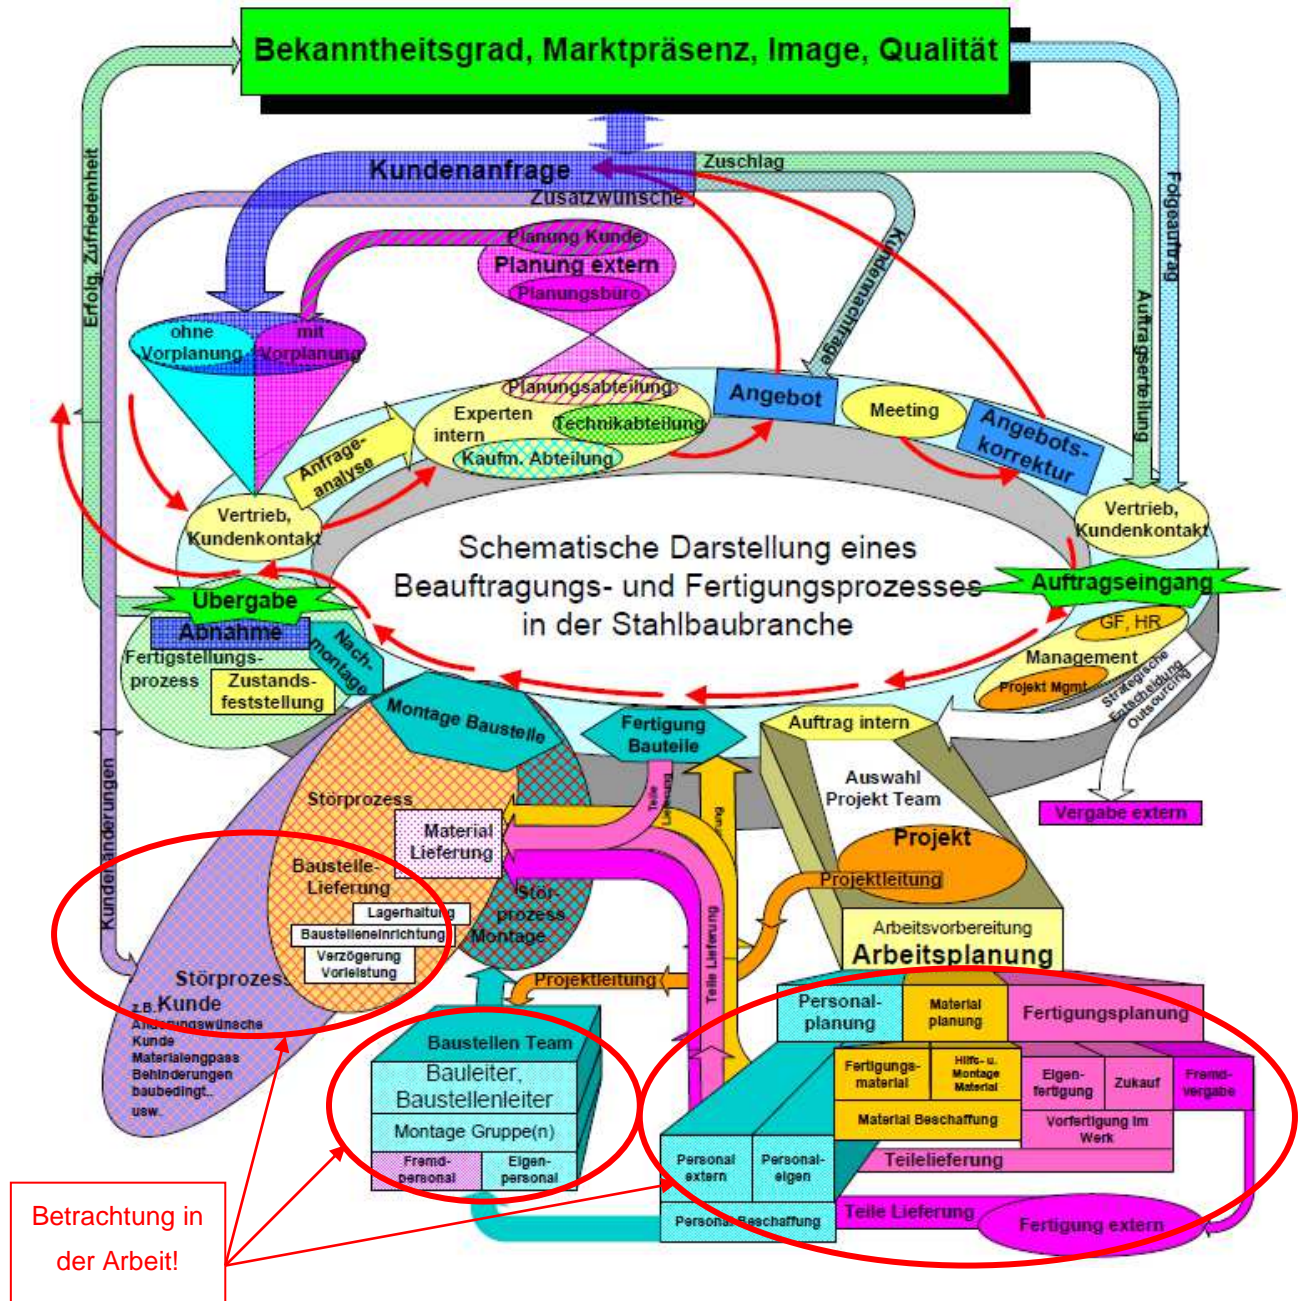 Bekanntheitsgrad, Marktpräsenz, Image, Qualität
Kundenanfrage
Zuschlag
Zusatzwünsche
Erfolg, Zufriedenheit
Folgeauftrag
Planung Kunde
Planung extern
Planungsbüro
Kundennachfrage
Auftragserteilung
ohne
Vorplanung
mit
Vorplanung
Planungsabteilung
Experten
intern
Technikabteilung
Kaufm. Abteilung
Angebot
Meeting
Angebots-
korrektur
Anfrage-
analyse
Vertrieb,
Kundenkontakt
Vertrieb,
Kundenkontakt
Schematische Darstellung eines
Beauftragungs- und Fertigungsprozesses
in der Stahlbaubranche
Auftragseingang
Übergabe
Abnahme
Nach-
montage
Fertigstellungs-
prozess
Zustands-
feststellung
GF, HR
Management
Projekt Mgmt
Strategische
Entscheidung
Outsourcing
Montage Baustelle
Fertigung
Bauteile
Auftrag intern
Auswahl
Projekt Team
Vergabe extern
Kundenänderungen
Störprozess
Material
Lieferung
Teile
Lieferung
Baustelle-
Lieferung
Lagerhaltung
Baustelleneinrichtung
Verzögerung
Vorleistung
Stör-
prozess
Montage
Projekt
Projektleitung
Arbeitsvorbereitung
Arbeitsplanung
Teile Lieferung
Projektleitung
Störprozess
z.B. Kunde
Änderungswünsche
Kunde
Materialengpass
Behinderungen
baubedingt..
usw.
Baustellen Team
Bauleiter,
Baustellenleiter
Montage Gruppe(n)
Fremd-
personal
Eigen-
personal
Personal-
planung
Material
planung
Fertigungsplanung
Fertigungs-
material
Hilfs- u.
Montage
Material
Eigen-
fertigung
Zukauf
Fremd-
vergabe
Material Beschaffung
Vorfertigung im
Werk
Personal
extern
Personal-
eigen
Teilelieferung
Personal Beschaffung
Teile Lieferung
Fertigung extern
Betrachtung in
der Arbeit!